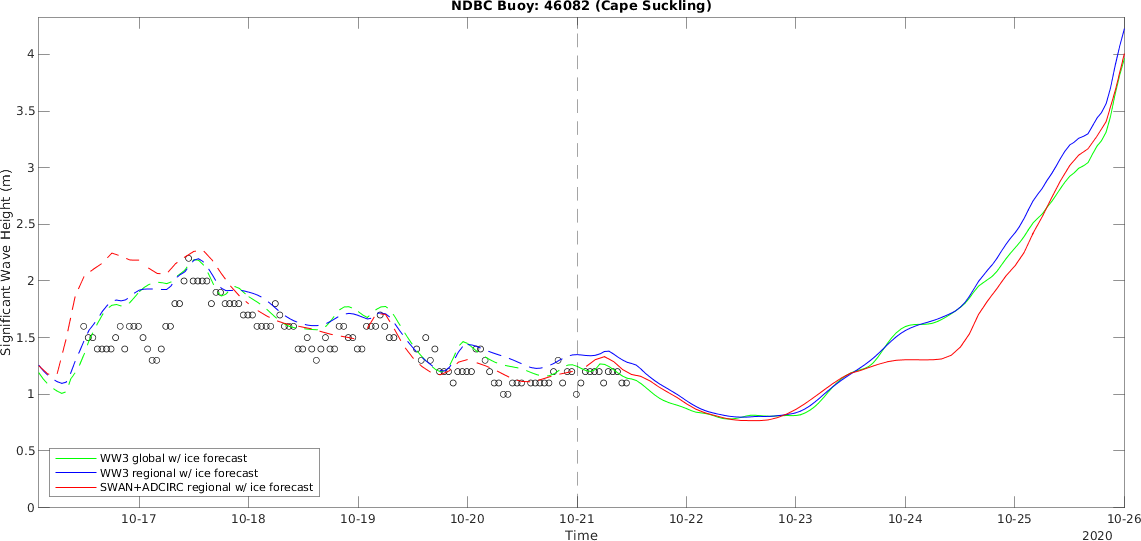 NDBC Buoy: 46082 (Cape Suckling)
Significant Wave Height (m)
4
3.5
3
2.5
2
1.5
1
0.5
0
WW3 global w/ ice forecast
WW3 regional w/ ice forecast
SWAN+ADCIRC regional w/ ice forecast
10-17 10-18 10-19 10-20 10-21 10-22 10-23 10-24 10-25 10-26
Time
2020